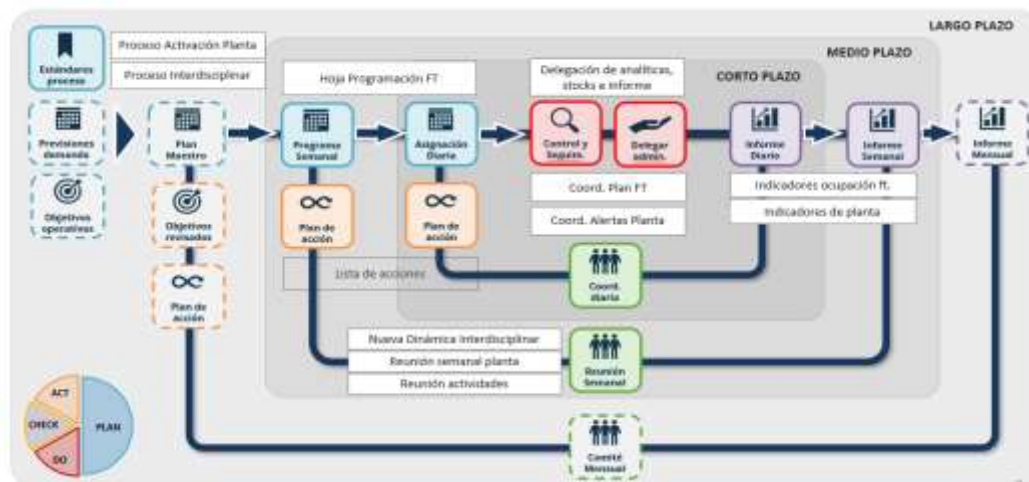 LARGO PLAZO
MEDIO PLAZO
CORTO PLAZO
Estándares
proceso
Proceso Activación Planta
Proceso Interdisciplinar
Hoja Programación FT
Delegación de analíticas,
stocks e informe
Previsiones
demanda
Plan
Maestro
Programa
Semanal
Asignación
Diaria
Control y
Seguim.
Delegar
admin.
Informe
Diario
Informe
Semanal
Informe
Mensual
Objetivos
operativos
Objetivos
revisados
Plan de
acción
Plan de
acción
Coord. Plan FT
Coord. Alertas Planta
Indicadores ocupación ft.
Indicadores de planta
Plan de
acción
Lista de acciones
Coord.
diaria
Nueva Dinámica Interdisciplinar
Reunión semanal planta
Reunión actividades
Reunión
Semanal
ACT
CHECK
DO
PLAN
Comité
Mensual